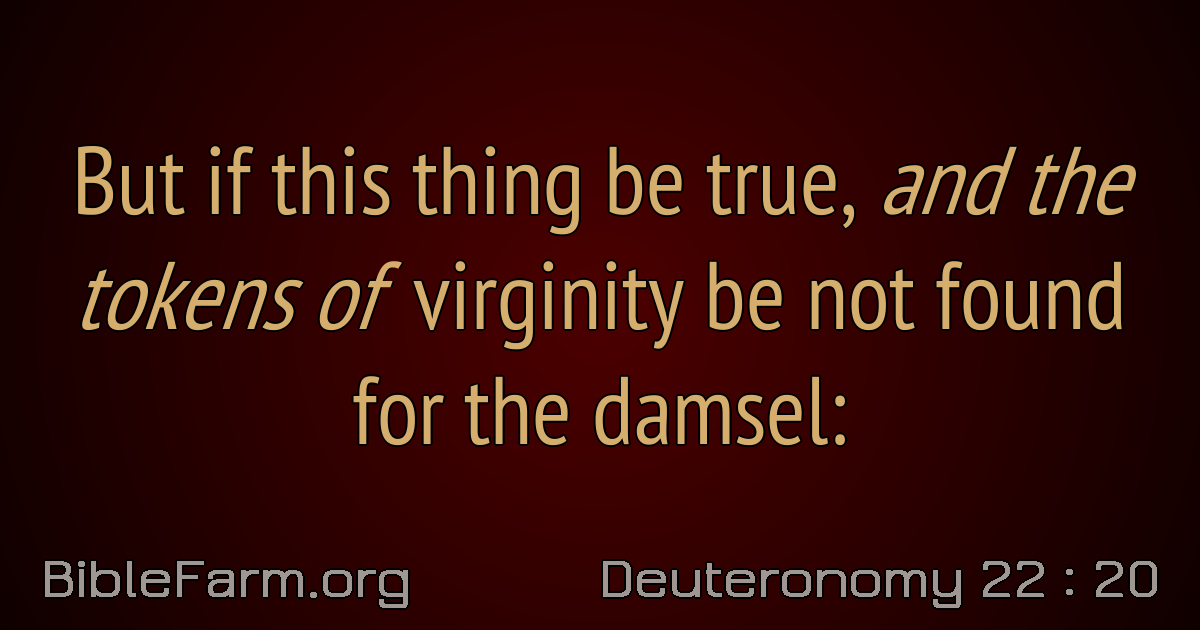 But if this thing be true, and the
tokens of virginity be not found
for the damsel:
BibleFarm.org
Deuteronomy 22 : 20